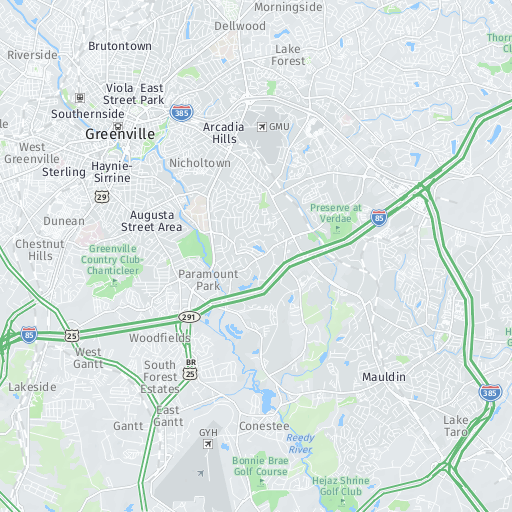 Morningside
Dellwood
Brutontown
Riverside
Lake
Forest
Viola East
Street Park
Southernside
385
Greenville
Arcadia
Hills
GMU
West
Greenville
Haynie-
Sirrine
Nicholtown
Sterling
29
Dunean
Augusta
Street Area
Preserve at
Verdae
85
Chestnut
Hills
Greenville
Country Club-
Chanticleer
Paramount
Park
291
85
25
Woodfields
West
Gantt
BR
25
South
Forest
Estates
Lakeside
Mauldin
385
East
Gantt
Gantt
Conestee
Lake
Taro
GYH
Reedy
River
Bonnie Brae
Golf Course
Hejaz Shrine
Golf Club